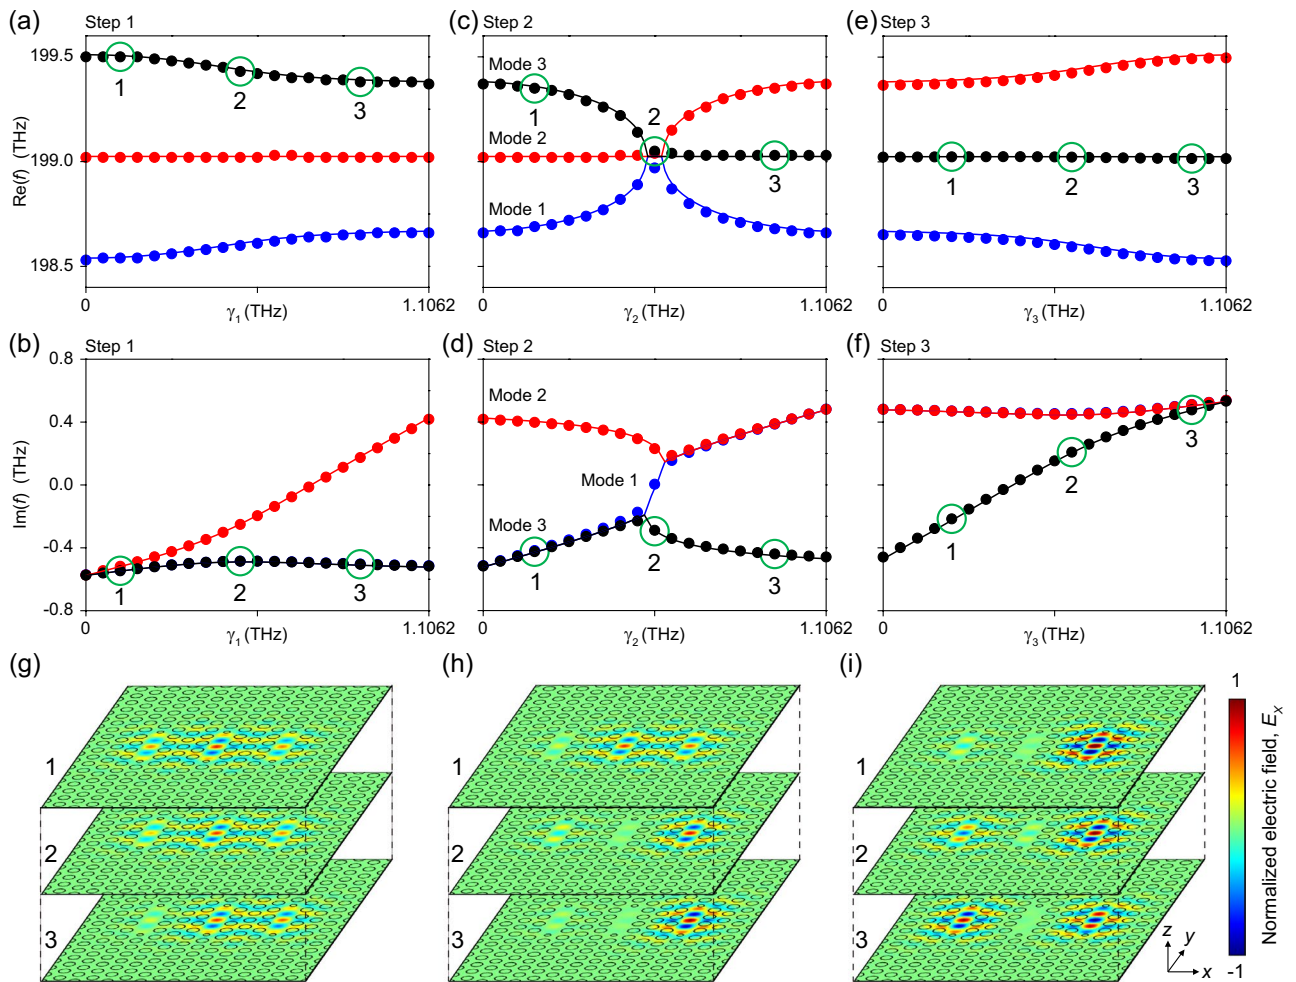 (a) Step 1
(c) Step 2
(e) Step 3
Re(f) (THz)
199.5
199.0
198.5
1
2
3
Mode 3
Mode 2
Mode 1
1
2
3
1
2
3
0
γ1 (THz)
1.1062
0
γ2 (THz)
1.1062
0
γ3 (THz)
1.1062
(b) Step 1
(d) Step 2
(f) Step 3
Im(f) (THz)
0.8
0.4
0.0
-0.4
-0.8
1
2
3
Mode 2
Mode 1
Mode 3
1
2
3
1
2
3
0
γ1 (THz)
1.1062
0
γ2 (THz)
1.1062
0
γ3 (THz)
1.1062
(g)
1
2
3
(h)
1
2
3
(i)
1
2
3
z
y
x
1
Normalized electric field, Ex
-1